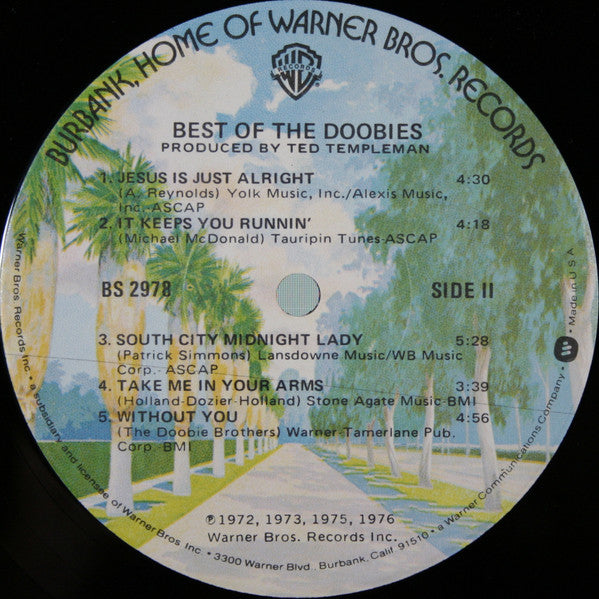 BURBANK, HOME OF WARNER BROS. RECORDS
RECORDS
BEST OF THE DOOBIES
PRODUCED BY TED TEMPLEMAN
1. JESUS IS JUST ALRIGHT 4:30
(A. Reynolds) Yolk Music, Inc./Alexis Music,
Inc. ASCAP
2. IT KEEPS YOU RUNNIN' 4:18
(Michael McDonald) Tauripin Tunes-ASCAP
BS 2978 SIDE II
3. SOUTH CITY MIDNIGHT LADY 5:28
(Patrick Simmons) Lansdowne Music/WB Music
Corp. ASCAP
4. TAKE ME IN YOUR ARMS 3:39
(Holland-Dozier-Holland) Stone Agate Music-BMI
5. WITHOUT YOU 4:56
(The Doobie Brothers) Warner-Tamerlane Pub.
Corp. BMI
℗ 1972, 1973, 1975, 1976
Warner Bros. Records Inc.
Warner Bros. Records Inc. • a subsidiary and licensee of Warner Bros. Inc. • 3300 Warner Blvd., Burbank, Calif. 91510 • a Warner Communications Company • Made in U.S.A.